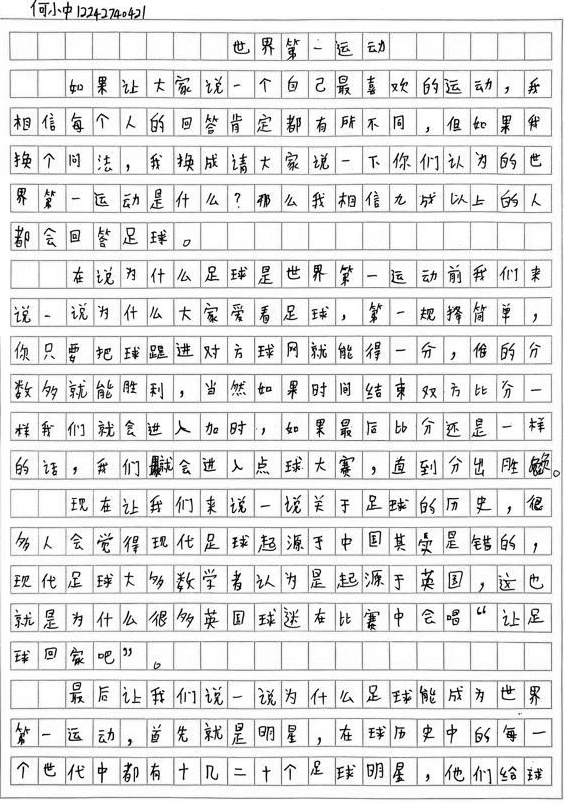 何小中12242740421
世界第一运动
如果让大家说一个自己最喜欢的运动，我
相信每个人的回答肯定都有所不同，但如果我
换个问法，我换成请大家说一下你们认为的世
界第一运动是什么？那么我相信九成以上的人
都会回答足球。
在说为什么足球是世界第一运动前我们来
说一说为什么大家爱看足球，第一规择简单，
你只要把球踢进对方球网就能得一分，得的分
数多就能胜利，当然如果时间结束双方比分一
样我们就会进入加时，如果最后比分还是一样
的话，我们就会进入点球大赛，直到分出胜负。
现在让我们来说一说关于足球的历史，很
多人会觉得现代足球起源于中国其实是错的，
现代足球大多数学者认为是起源于英国，这也
就是为什么很多英国球迷在比赛中会唱“让足
球回家吧”。
最后让我们说一说为什么足球能成为世界
第一运动，首先就是明星，在球历史中的每一
个世代中都有十几二十个足球明星，他们给球